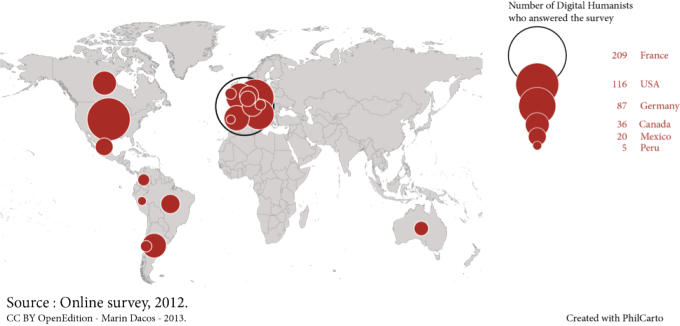 Number of Digital Humanists
who answered the survey
209 France
116 USA
87 Germany
36 Canada
20 Mexico
5 Peru
Source : Online survey, 2012.
CC BY OpenEdition - Marin Dacos - 2013.
Created with PhilCarto